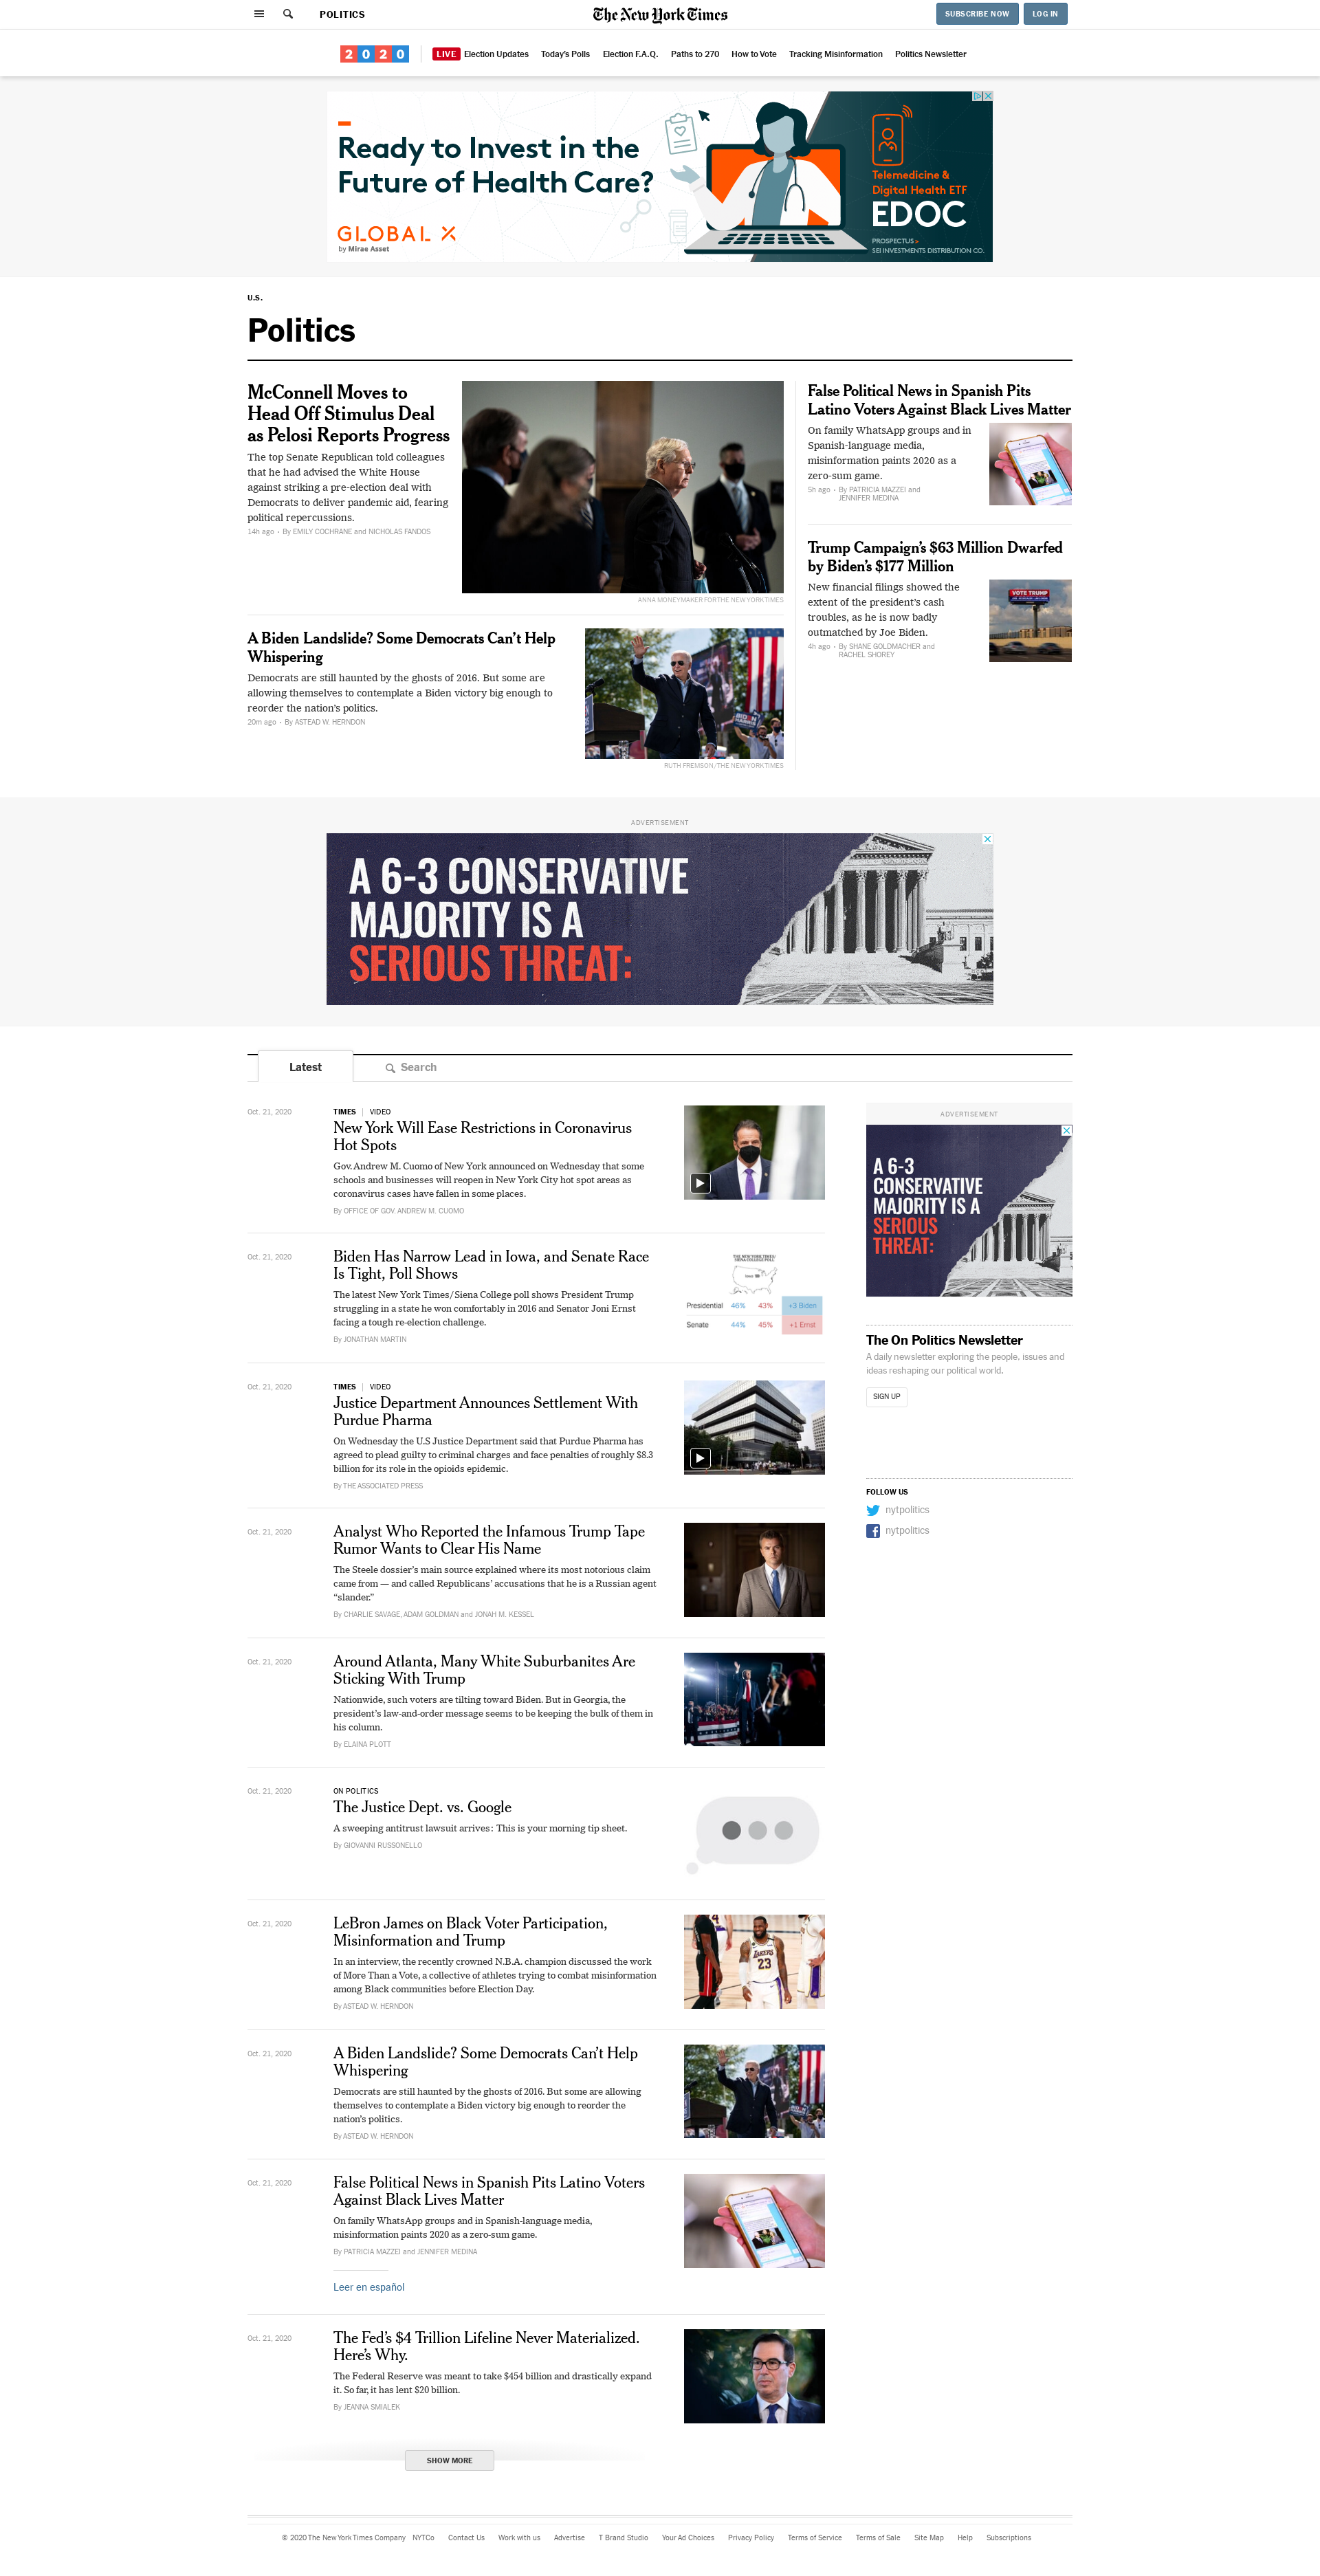 POLITICS
The New York Times
SUBSCRIBE NOW
LOG IN
2020
LIVE Election Updates
Today's Polls
Election F.A.Q.
Paths to 270
How to Vote
Tracking Misinformation
Politics Newsletter
Ready to Invest in the
Future of Health Care?
GLOBAL X
by Mirae Asset
Telemedicine &
Digital Health ETF
EDOC
PROSPECTUS >
SEI INVESTMENTS DISTRIBUTION CO.
U.S.
Politics
McConnell Moves to
Head Off Stimulus Deal
as Pelosi Reports Progress
The top Senate Republican told colleagues
that he had advised the White House
against striking a pre-election deal with
Democrats to deliver pandemic aid, fearing
political repercussions.
14h ago • By EMILY COCHRANE and NICHOLAS FANDOS
ANNA MONEYMAKER FOR THE NEW YORK TIMES
A Biden Landslide? Some Democrats Can’t Help
Whispering
Democrats are still haunted by the ghosts of 2016. But some are
allowing themselves to contemplate a Biden victory big enough to
reorder the nation’s politics.
20m ago • By ASTEAD W. HERNDON
RUTH FREMSON/THE NEW YORK TIMES
False Political News in Spanish Pits
Latino Voters Against Black Lives Matter
On family WhatsApp groups and in
Spanish-language media,
misinformation paints 2020 as a
zero-sum game.
5h ago • By PATRICIA MAZZEI and
JENNIFER MEDINA
Trump Campaign’s $63 Million Dwarfed
by Biden’s $177 Million
New financial filings showed the
extent of the president’s cash
troubles, as he is now badly
outmatched by Joe Biden.
4h ago • By SHANE GOLDMACHER and
RACHEL SHOREY
VOTE TRUMP
ADVERTISEMENT
A 6-3 CONSERVATIVE
MAJORITY IS A
SERIOUS THREAT:
Latest
Search
Oct. 21, 2020
TIMES | VIDEO
New York Will Ease Restrictions in Coronavirus
Hot Spots
Gov. Andrew M. Cuomo of New York announced on Wednesday that some
schools and businesses will reopen in New York City hot spot areas as
coronavirus cases have fallen in some places.
By OFFICE OF GOV. ANDREW M. CUOMO
Oct. 21, 2020
Biden Has Narrow Lead in Iowa, and Senate Race
Is Tight, Poll Shows
The latest New York Times/Siena College poll shows President Trump
struggling in a state he won comfortably in 2016 and Senator Joni Ernst
facing a tough re-election challenge.
By JONATHAN MARTIN
THE NEW YORK TIMES/
SIENA COLLEGE POLL
Presidential 46% 43% +3 Biden
Senate 44% 45% +1 Ernst
Oct. 21, 2020
TIMES | VIDEO
Justice Department Announces Settlement With
Purdue Pharma
On Wednesday the U.S Justice Department said that Purdue Pharma has
agreed to plead guilty to criminal charges and face penalties of roughly $8.3
billion for its role in the opioids epidemic.
By THE ASSOCIATED PRESS
Oct. 21, 2020
Analyst Who Reported the Infamous Trump Tape
Rumor Wants to Clear His Name
The Steele dossier’s main source explained where its most notorious claim
came from — and called Republicans’ accusations that he is a Russian agent
“slander.”
By CHARLIE SAVAGE, ADAM GOLDMAN and JONAH M. KESSEL
Oct. 21, 2020
Around Atlanta, Many White Suburbanites Are
Sticking With Trump
Nationwide, such voters are tilting toward Biden. But in Georgia, the
president’s law-and-order message seems to be keeping the bulk of them in
his column.
By ELAINA PLOTT
Oct. 21, 2020
ON POLITICS
The Justice Dept. vs. Google
A sweeping antitrust lawsuit arrives: This is your morning tip sheet.
By GIOVANNI RUSSONELLO
Oct. 21, 2020
LeBron James on Black Voter Participation,
Misinformation and Trump
In an interview, the recently crowned N.B.A. champion discussed the work
of More Than a Vote, a collective of athletes trying to combat misinformation
among Black communities before Election Day.
By ASTEAD W. HERNDON
LAKERS
23
Oct. 21, 2020
A Biden Landslide? Some Democrats Can’t Help
Whispering
Democrats are still haunted by the ghosts of 2016. But some are allowing
themselves to contemplate a Biden victory big enough to reorder the
nation’s politics.
By ASTEAD W. HERNDON
Oct. 21, 2020
False Political News in Spanish Pits Latino Voters
Against Black Lives Matter
On family WhatsApp groups and in Spanish-language media,
misinformation paints 2020 as a zero-sum game.
By PATRICIA MAZZEI and JENNIFER MEDINA
Leer en español
Oct. 21, 2020
The Fed’s $4 Trillion Lifeline Never Materialized.
Here’s Why.
The Federal Reserve was meant to take $454 billion and drastically expand
it. So far, it has lent $20 billion.
By JEANNA SMIALEK
SHOW MORE
ADVERTISEMENT
A 6-3
CONSERVATIVE
MAJORITY IS A
SERIOUS
THREAT:
The On Politics Newsletter
A daily newsletter exploring the people, issues and
ideas reshaping our political world.
SIGN UP
FOLLOW US
nytpolitics
nytpolitics
© 2020 The New York Times Company
NYTCo
Contact Us
Work with us
Advertise
T Brand Studio
Your Ad Choices
Privacy Policy
Terms of Service
Terms of Sale
Site Map
Help
Subscriptions